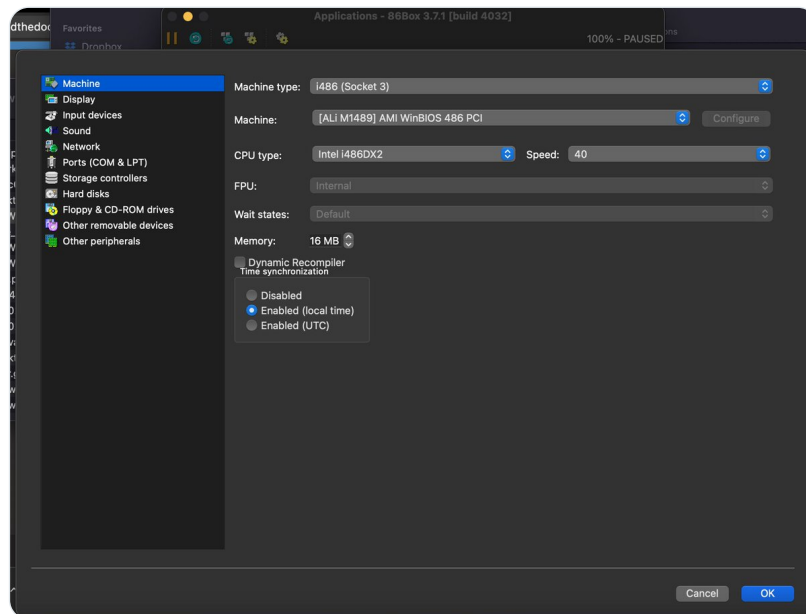 dthedoc
Favorites
Dropbox
Applications - 86Box 3.7.1 [build 4032]
100% - PAUSED
ins
Machine
Display
Input devices
Sound
Network
Ports (COM & LPT)
Storage controllers
Hard disks
Floppy & CD-ROM drives
Other removable devices
Other peripherals
Machine type: i486 (Socket 3)
Machine: [ALi M1489] AMI WinBIOS 486 PCI Configure
CPU type: Intel i486DX2 Speed: 40
FPU: Internal
Wait states: Default
Memory: 16 MB
Dynamic Recompiler
Time synchronization
Disabled
Enabled (local time)
Enabled (UTC)
Cancel OK